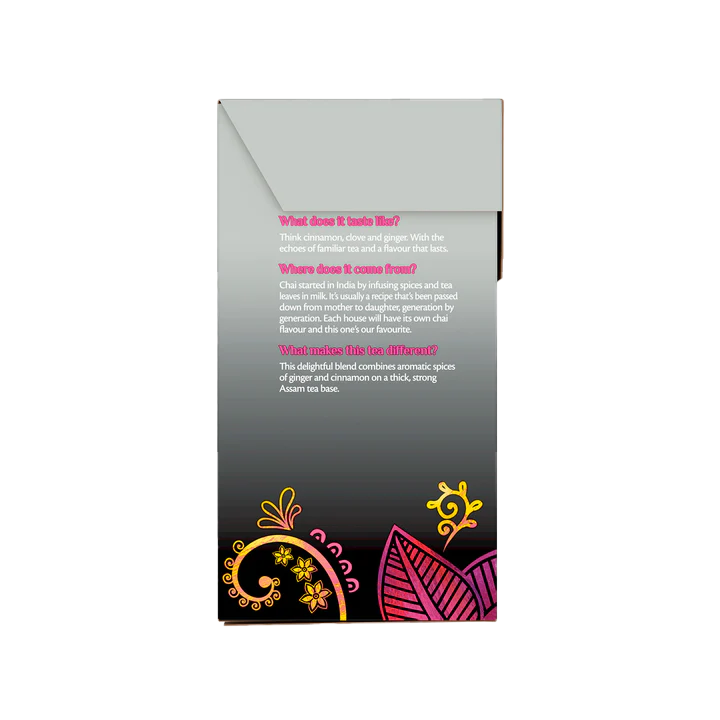 What does it taste like?
Think cinnamon, clove and ginger. With the
echoes of familiar tea and a flavour that lasts.
Where does it come from?
Chai started in India by infusing spices and tea
leaves in milk. It's usually a recipe that's been passed
down from mother to daughter, generation by
generation. Each house will have its own chai
flavour and this one's our favourite.
What makes this tea different?
This delightful blend combines aromatic spices
of ginger and cinnamon on a thick, strong
Assam tea base.